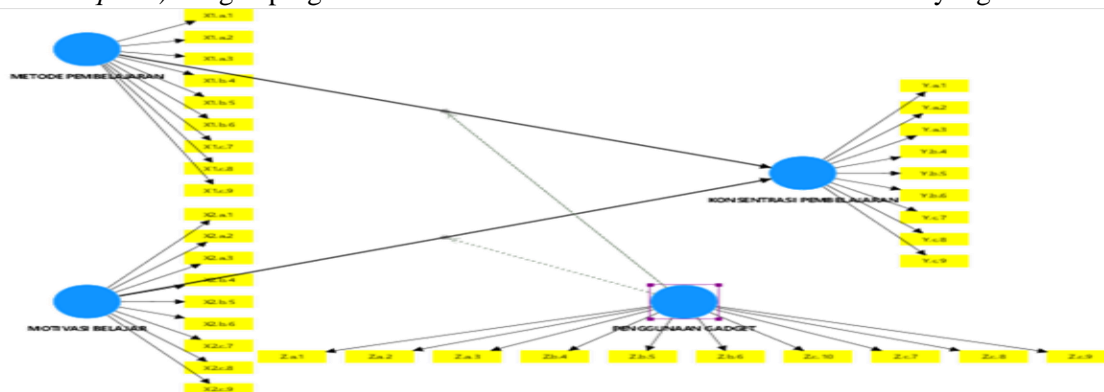 X1.a1
X1.a2
X1.a3
X1.b.4
X1.b.5
X1.b.6
X1.c.7
X1.c.8
X1.c.9
METODE PEMBELAJARAN
X2.a1
X2.a2
X2.a3
X2.b.4
X2.b.5
X2.b.6
X2.c.7
X2.c.8
X2.c.9
MOTIVASI BELAJAR
Y.a1
Y.a2
Y.a3
Y.b.4
Y.b.5
Y.b.6
Y.c.7
Y.c.8
Y.c.9
KONSENTRASI PEMBELAJARAN
PENGGUNAAN GADGET
Z.a.1
Z.a.2
Z.a.3
Z.b.4
Z.b.5
Z.b.6
Z.c.10
Z.c.7
Z.c.8
Z.c.9